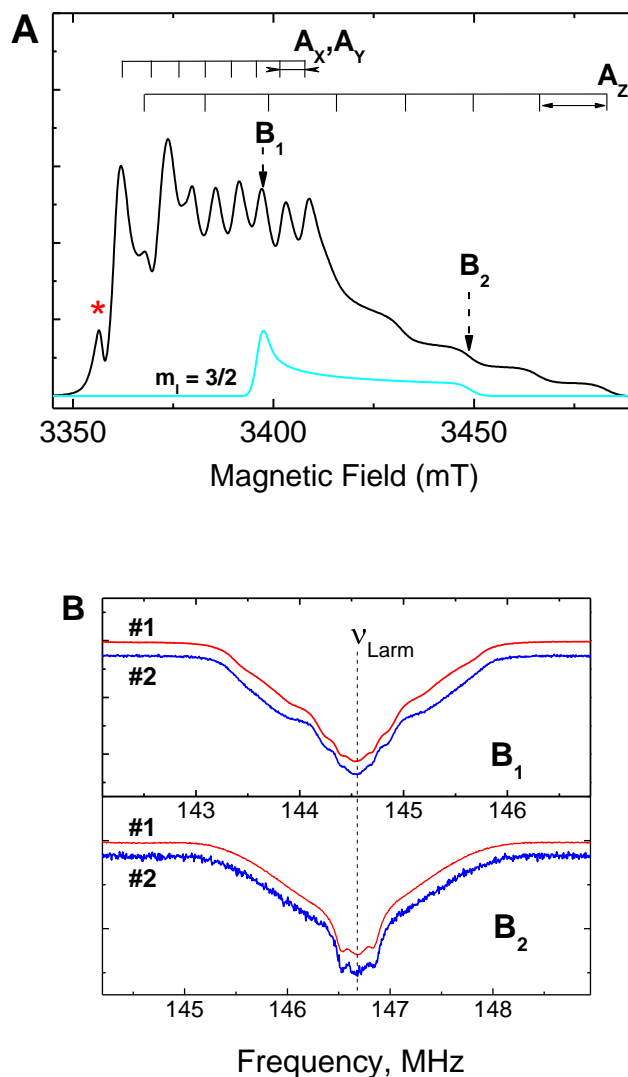 A
A_X,A_Y
A_Z
B_1
B_2
*
m_I = 3/2
3350 3400 3450
Magnetic Field (mT)
B
#1
ν_Larm
#2
B_1
143 144 145 146
#1
#2
B_2
145 146 147 148
Frequency, MHz